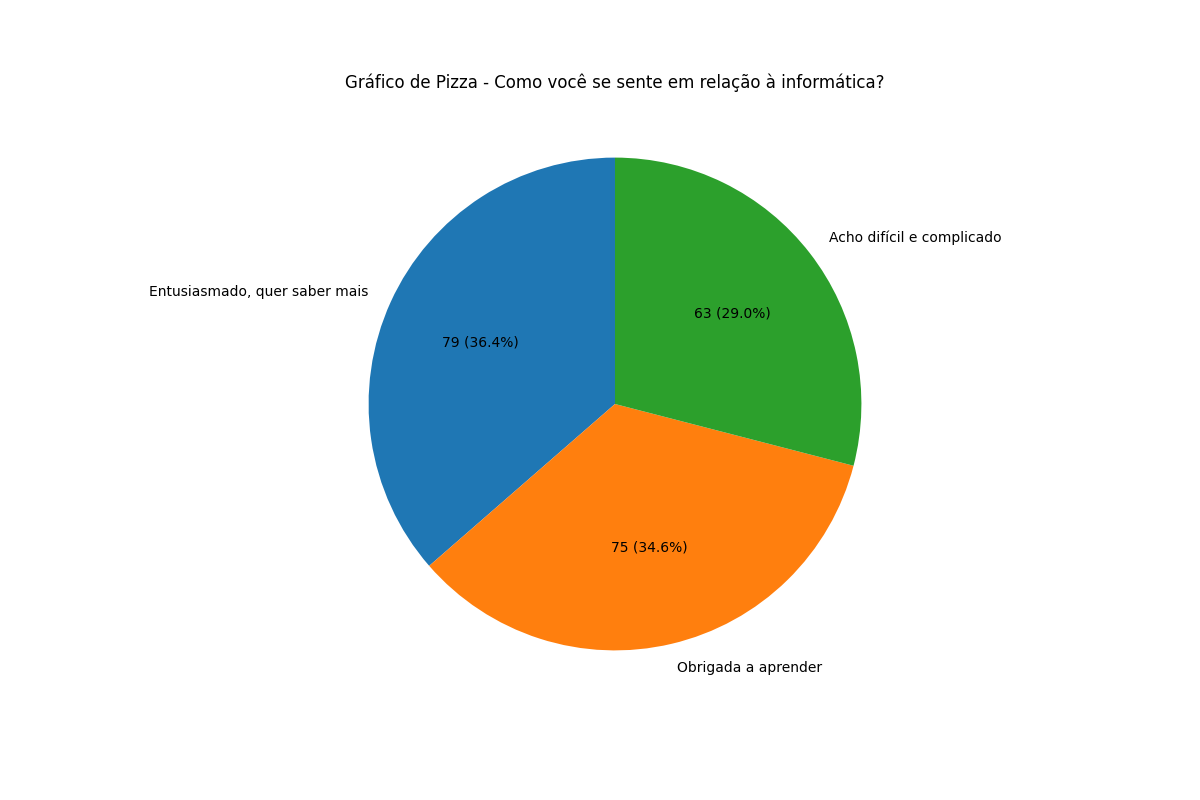 Gráfico de Pizza - Como você se sente em relação à informática?
Acho difícil e complicado
Entusiasmado, quer saber mais
63 (29.0%)
79 (36.4%)
75 (34.6%)
Obrigada a aprender